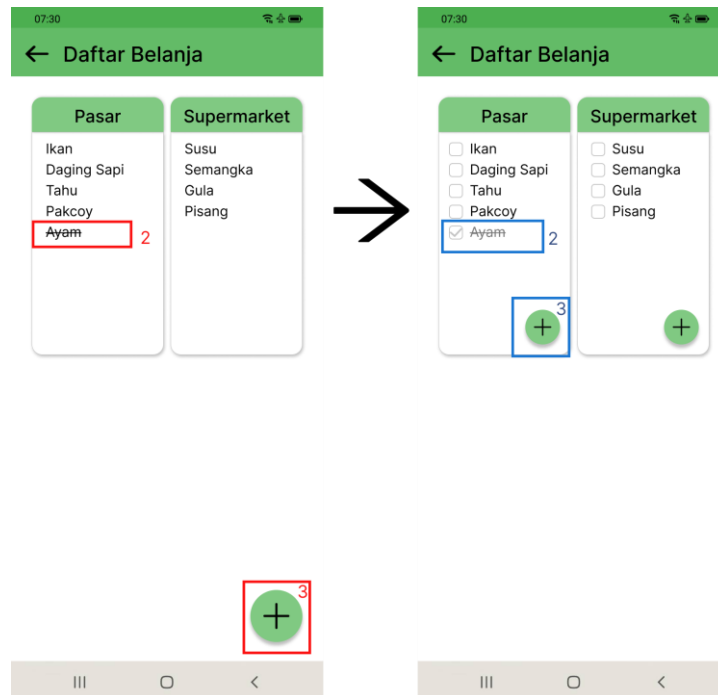 07:30
Daftar Belanja
Pasar
Ikan
Daging Sapi
Tahu
Pakcoy
Ayam
2
Supermarket
Susu
Semangka
Gula
Pisang
3
07:30
Daftar Belanja
Pasar
Ikan
Daging Sapi
Tahu
Pakcoy
Ayam
2
3
Supermarket
Susu
Semangka
Gula
Pisang